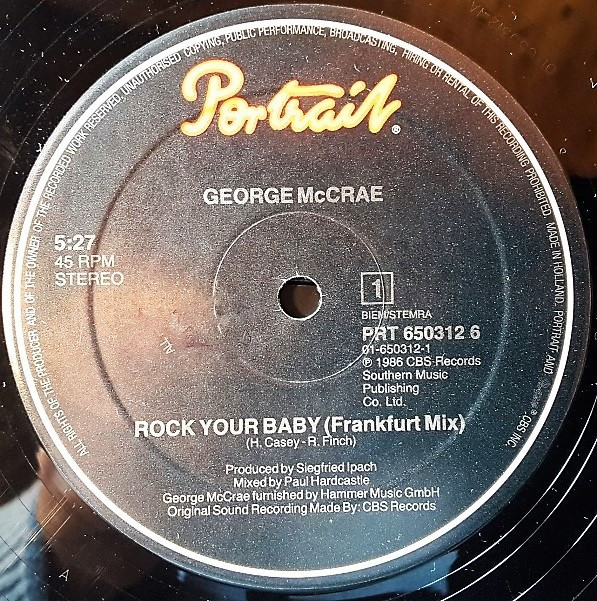 ALL RIGHTS OF THE PRODUCER AND OF THE OWNER OF THE RECORDED WORK RESERVED. UNAUTHORISED COPYING, PUBLIC PERFORMANCE, BROADCASTING, HIRING OR RENTAL OF THIS RECORDING PROHIBITED. MADE IN HOLLAND. PORTRAIT AND ® CBS INC.
Portrait®
GEORGE McCRAE
5:27
45 RPM
STEREO
1
BIEM/STEMRA
PRT 650312 6
01-650312-1
℗ 1986 CBS Records
Southern Music
Publishing
Co. Ltd.
ROCK YOUR BABY (Frankfurt Mix)
(H. Casey - R. Finch)
Produced by Siegfried Ipach
Mixed by Paul Hardcastle
George McCrae furnished by Hammer Music GmbH
Original Sound Recording Made By: CBS Records